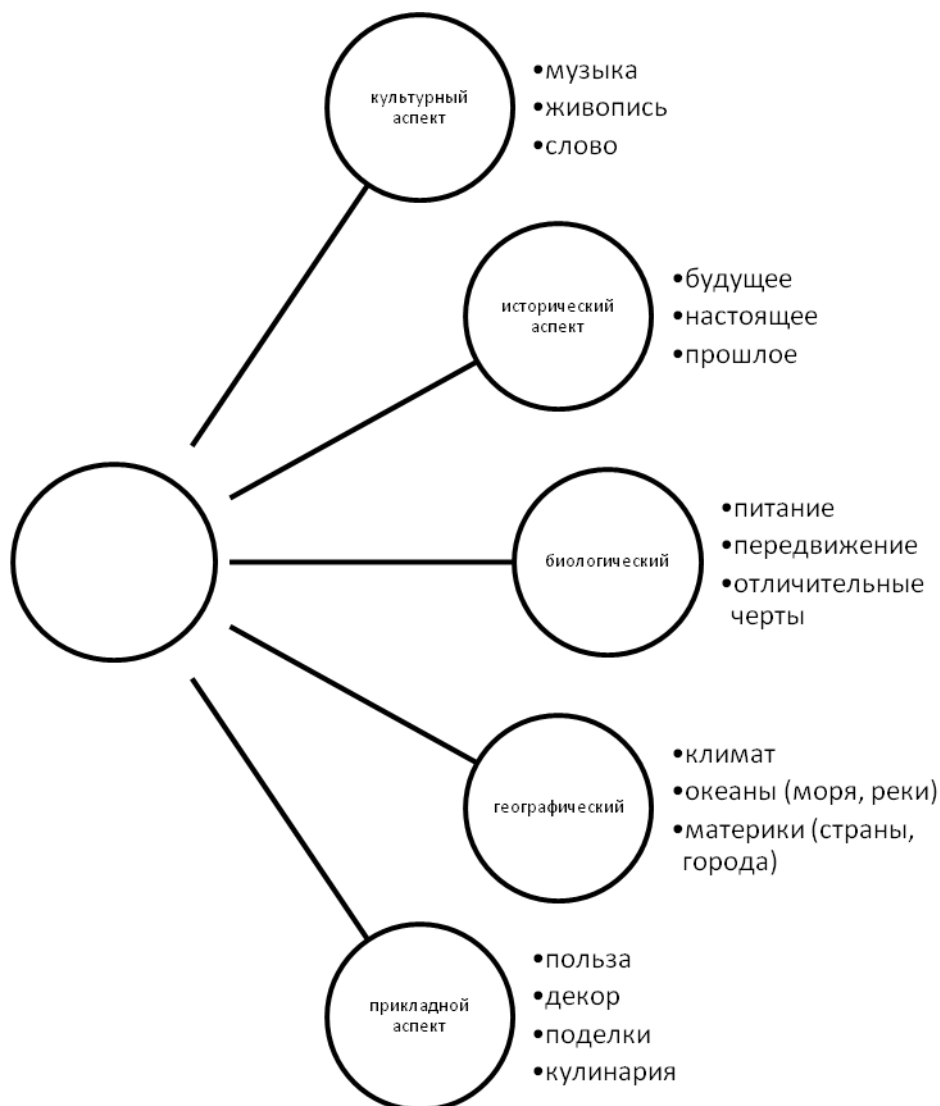 культурный
аспект
•музыка
•живопись
•слово
исторический
аспект
•будущее
•настоящее
•прошлое
биологический
•питание
•передвижение
•отличительные
черты
географический
•климат
•океаны (моря, реки)
•материки (страны,
города)
прикладной
аспект
•польза
•декор
•поделки
•кулинария